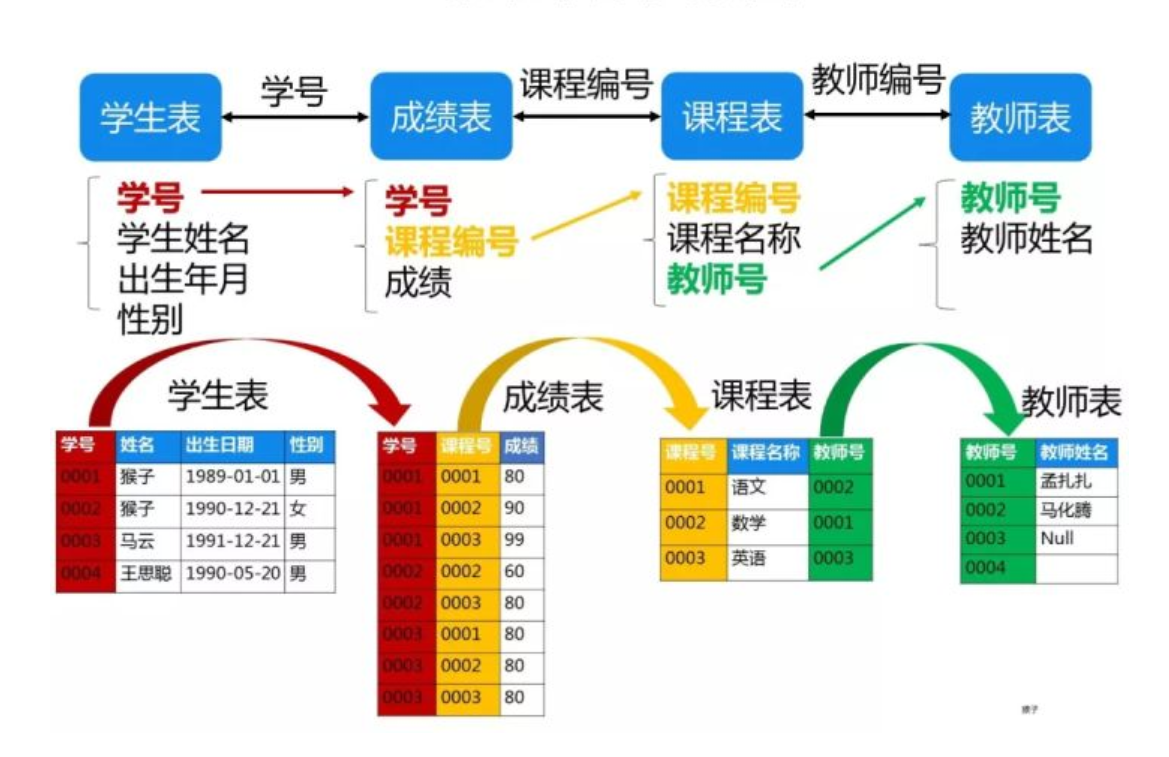 学号 课程编号 教师编号
学生表 成绩表 课程表 教师表
学号 学号 课程编号 教师号
学生姓名 课程编号 课程名称 教师姓名
出生年月 成绩 教师号
性别
学生表
学号 姓名 出生日期 性别
0001 猴子 1989-01-01 男
0002 猴子 1990-12-21 女
0003 马云 1991-12-21 男
0004 王思聪 1990-05-20 男
成绩表
学号 课程号 成绩
0001 0001 80
0001 0002 90
0001 0003 99
0002 0002 60
0002 0003 80
0003 0001 80
0003 0002 80
0003 0003 80
课程表
课程号 课程名称 教师号
0001 语文 0002
0002 数学 0001
0003 英语 0003
教师表
教师号 教师姓名
0001 孟扎扎
0002 马化腾
0003 Null
0004